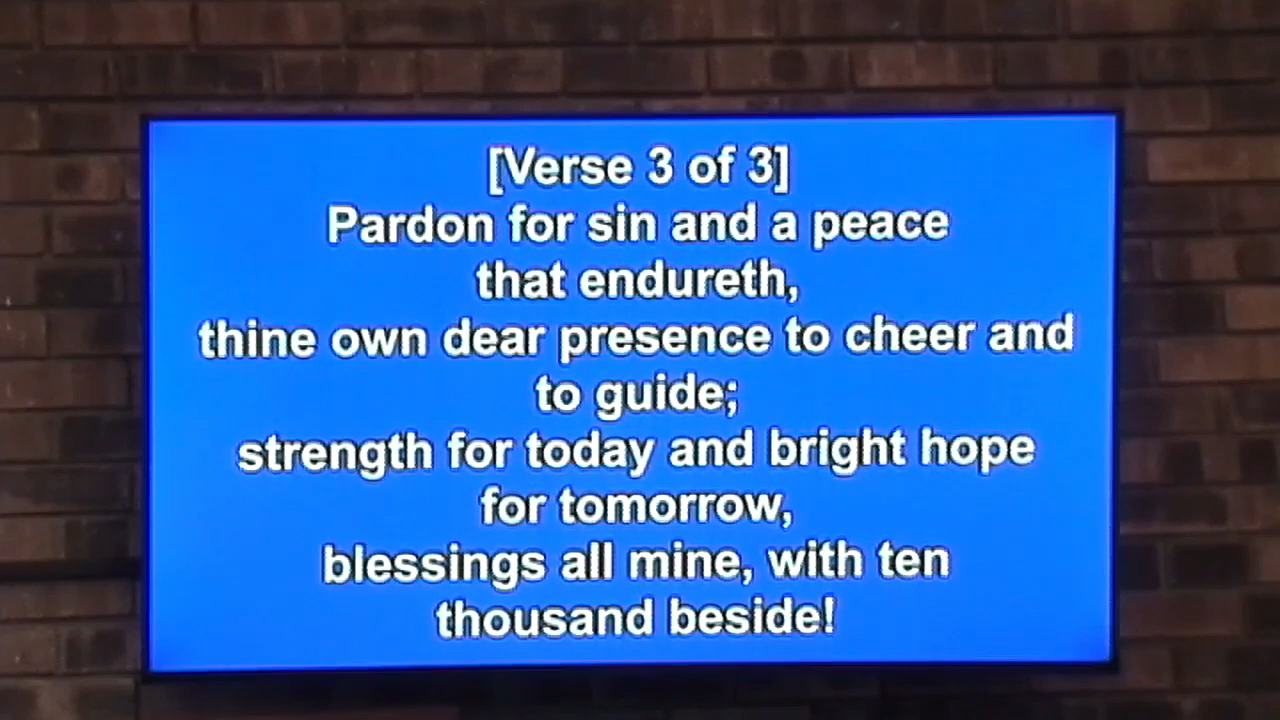 [Verse 3 of 3]
Pardon for sin and a peace
that endureth,
thine own dear presence to cheer and
to guide;
strength for today and bright hope
for tomorrow,
blessings all mine, with ten
thousand beside!